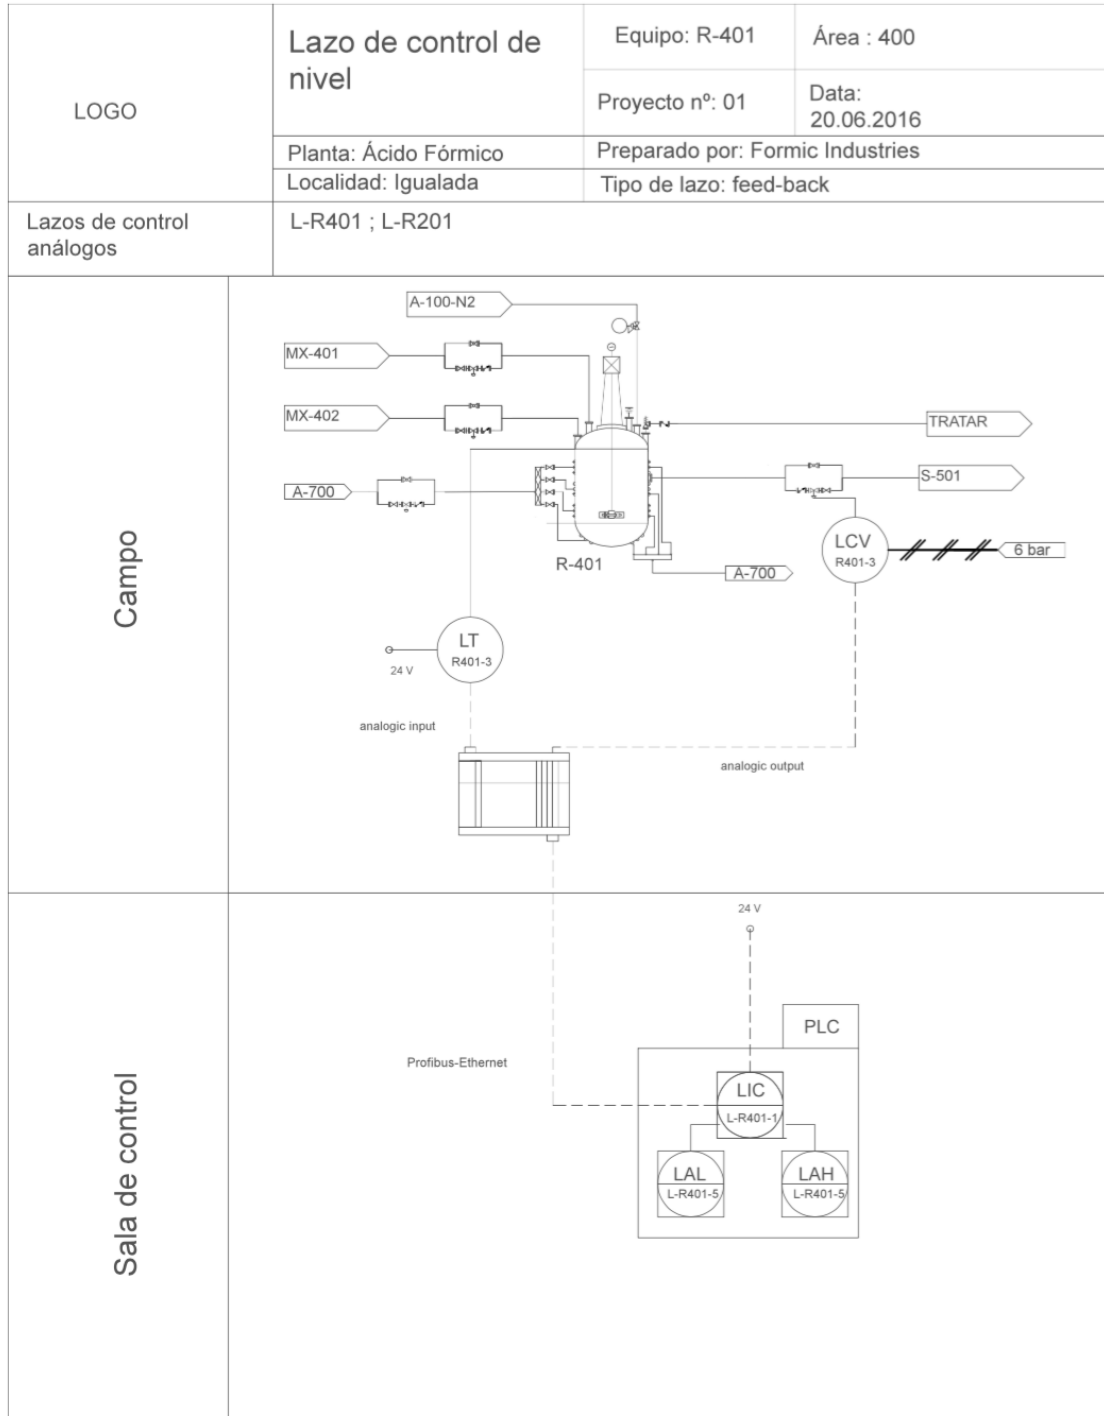 LOGO
Lazo de control de
nivel
Equipo: R-401
Área : 400
Proyecto nº: 01
Data:
20.06.2016
Planta: Ácido Fórmico
Preparado por: Formic Industries
Localidad: Igualada
Tipo de lazo: feed-back
Lazos de control
análogos
L-R401 ; L-R201
Campo
A-100-N2
MX-401
MX-402
TRATAR
A-700
S-501
R-401
A-700
LCV
R401-3
6 bar
LT
R401-3
24 V
analogic input
analogic output
Sala de control
24 V
PLC
Profibus-Ethernet
LIC
L-R401-1
LAL
L-R401-5
LAH
L-R401-5